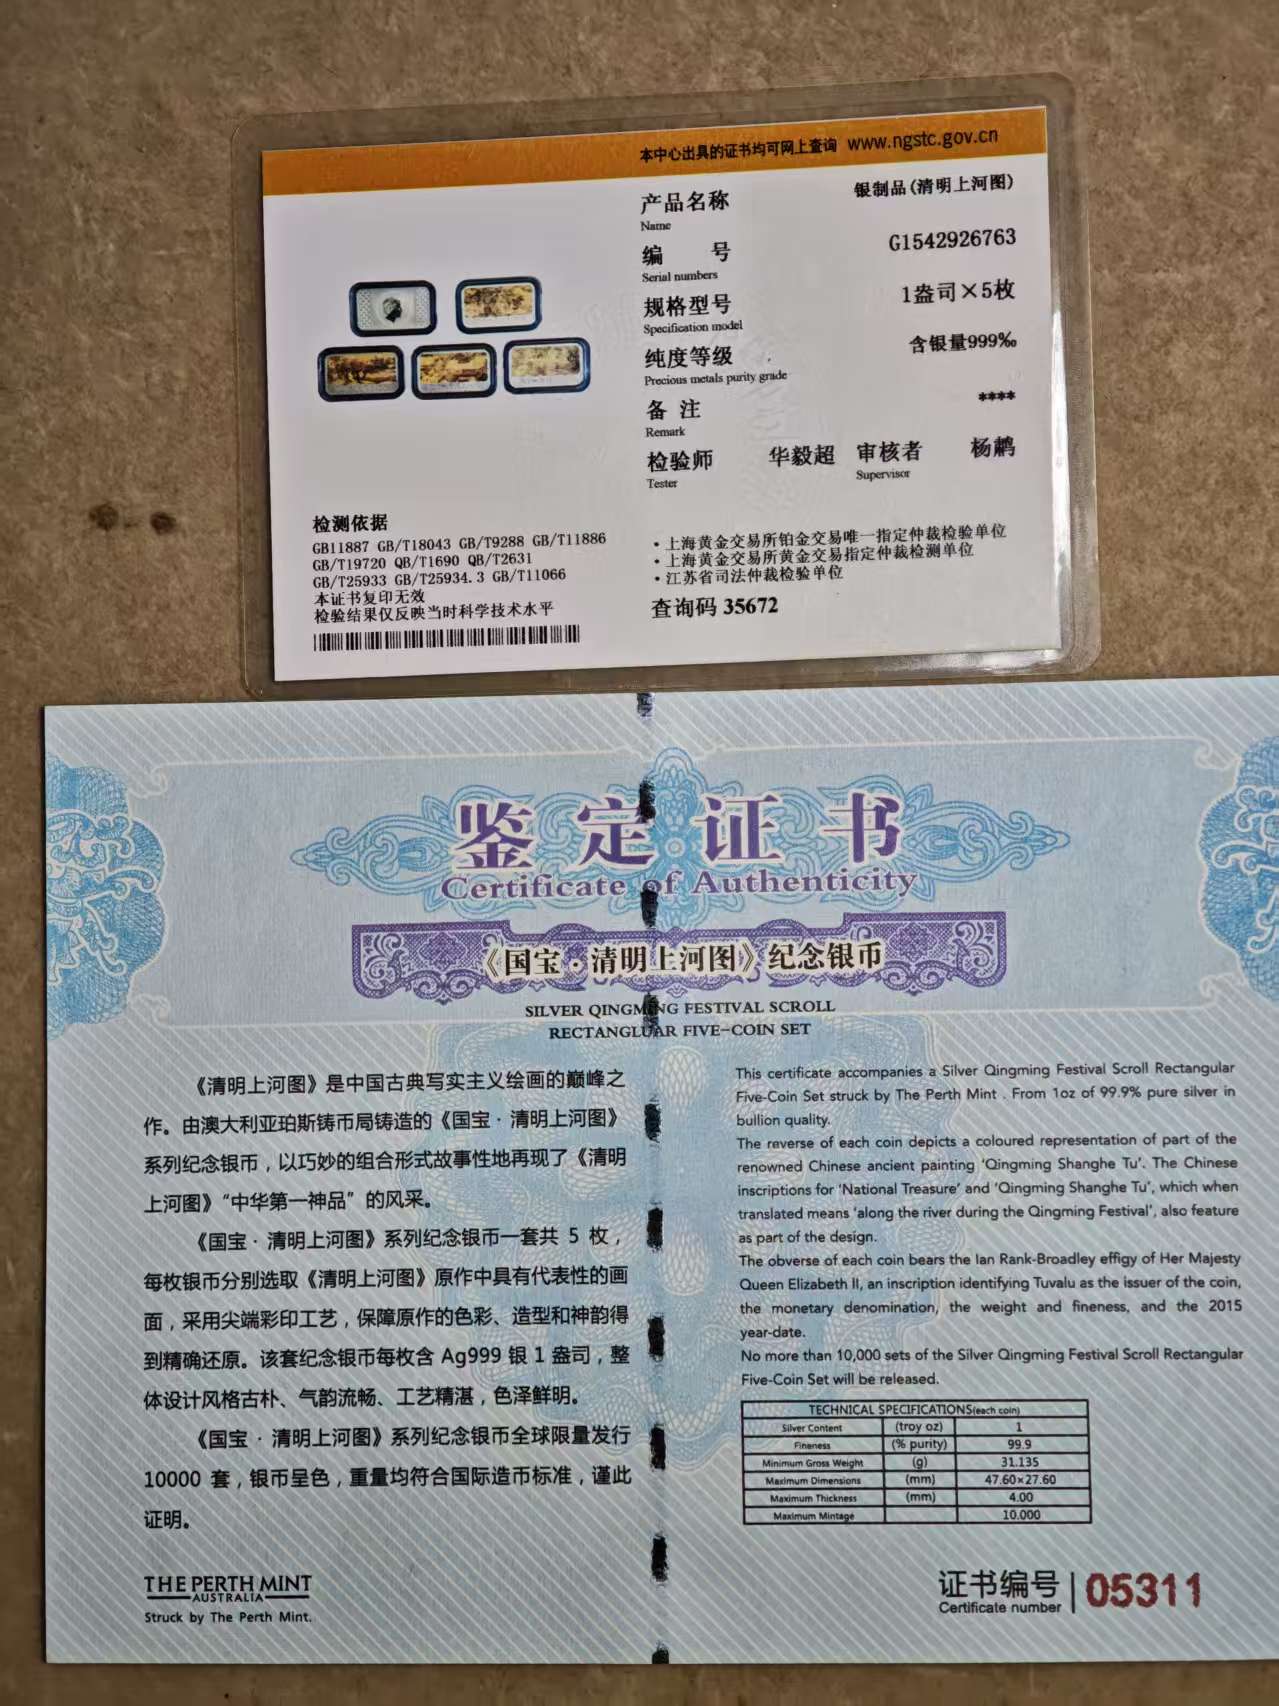 本中心出具的证书均可网上查询 www.ngstc.gov.cn
产品名称 银制品(清明上河图)
Name
编 号 G1542926763
Serial numbers
规格型号 1盎司×5枚
Specification model
纯度等级 含银量999‰
Precious metals purity grade
备 注 ****
Remark
检验师 华毅超 审核者 杨鹔
Tester Supervisor
检测依据
GB11887 GB/T18043 GB/T9288 GB/T11886
GB/T19720 QB/T1690 QB/T2631
GB/T25933 GB/T25934.3 GB/T11066
本证书复印无效
检验结果仅反映当时科学技术水平
·上海黄金交易所铂金交易唯一指定仲裁检验单位
·上海黄金交易所黄金交易指定仲裁检测单位
·江苏省司法仲裁检验单位
查询码 35672
鉴定证书
Certificate of Authenticity
《国宝·清明上河图》纪念银币
SILVER QINGMING FESTIVAL SCROLL
RECTANGLUAR FIVE-COIN SET
《清明上河图》是中国古典写实主义绘画的巅峰之
作。由澳大利亚珀斯铸币局铸造的《国宝·清明上河图》
系列纪念银币，以巧妙的组合形式故事性地再现了《清明
上河图》“中华第一神品”的风采。
《国宝·清明上河图》系列纪念银币一套共 5 枚，
每枚银币分别选取《清明上河图》原作中具有代表性的画
面，采用尖端彩印工艺，保障原作的色彩、造型和神韵得
到精确还原。该套纪念银币每枚含 Ag999 银 1 盎司，整
体设计风格古朴、气韵流畅、工艺精湛，色泽鲜明。
《国宝·清明上河图》系列纪念银币全球限量发行
10000 套，银币呈色，重量均符合国际造币标准，谨此
证明。
THE PERTH MINT
AUSTRALIA
Struck by The Perth Mint.
This certificate accompanies a Silver Qingming Festival Scroll Rectangular
Five-Coin Set struck by The Perth Mint . From 1oz of 99.9% pure silver in
bullion quality.
The reverse of each coin depicts a coloured representation of part of the
renowned Chinese ancient painting ‘Qingming Shanghe Tu’. The Chinese
inscriptions for ‘National Treasure’ and ‘Qingming Shanghe Tu’, which when
translated means ‘along the river during the Qingming Festival’, also feature
as part of the design.
The obverse of each coin bears the Ian Rank-Broadley effigy of Her Majesty
Queen Elizabeth II, an inscription identifying Tuvalu as the issuer of the coin,
the monetary denomination, the weight and fineness, and the 2015
year-date.
No more than 10,000 sets of the Silver Qingming Festival Scroll Rectangular
Five-Coin Set will be released.
TECHNICAL SPECIFICATIONS(each coin)
Silver Content (troy oz) 1
Fineness (% purity) 99.9
Minimum Gross Weight (g) 31.135
Maximum Dimensions (mm) 47.60×27.60
Maximum Thickness (mm) 4.00
Maximum Mintage 10.000
证书编号 05311
Certificate number